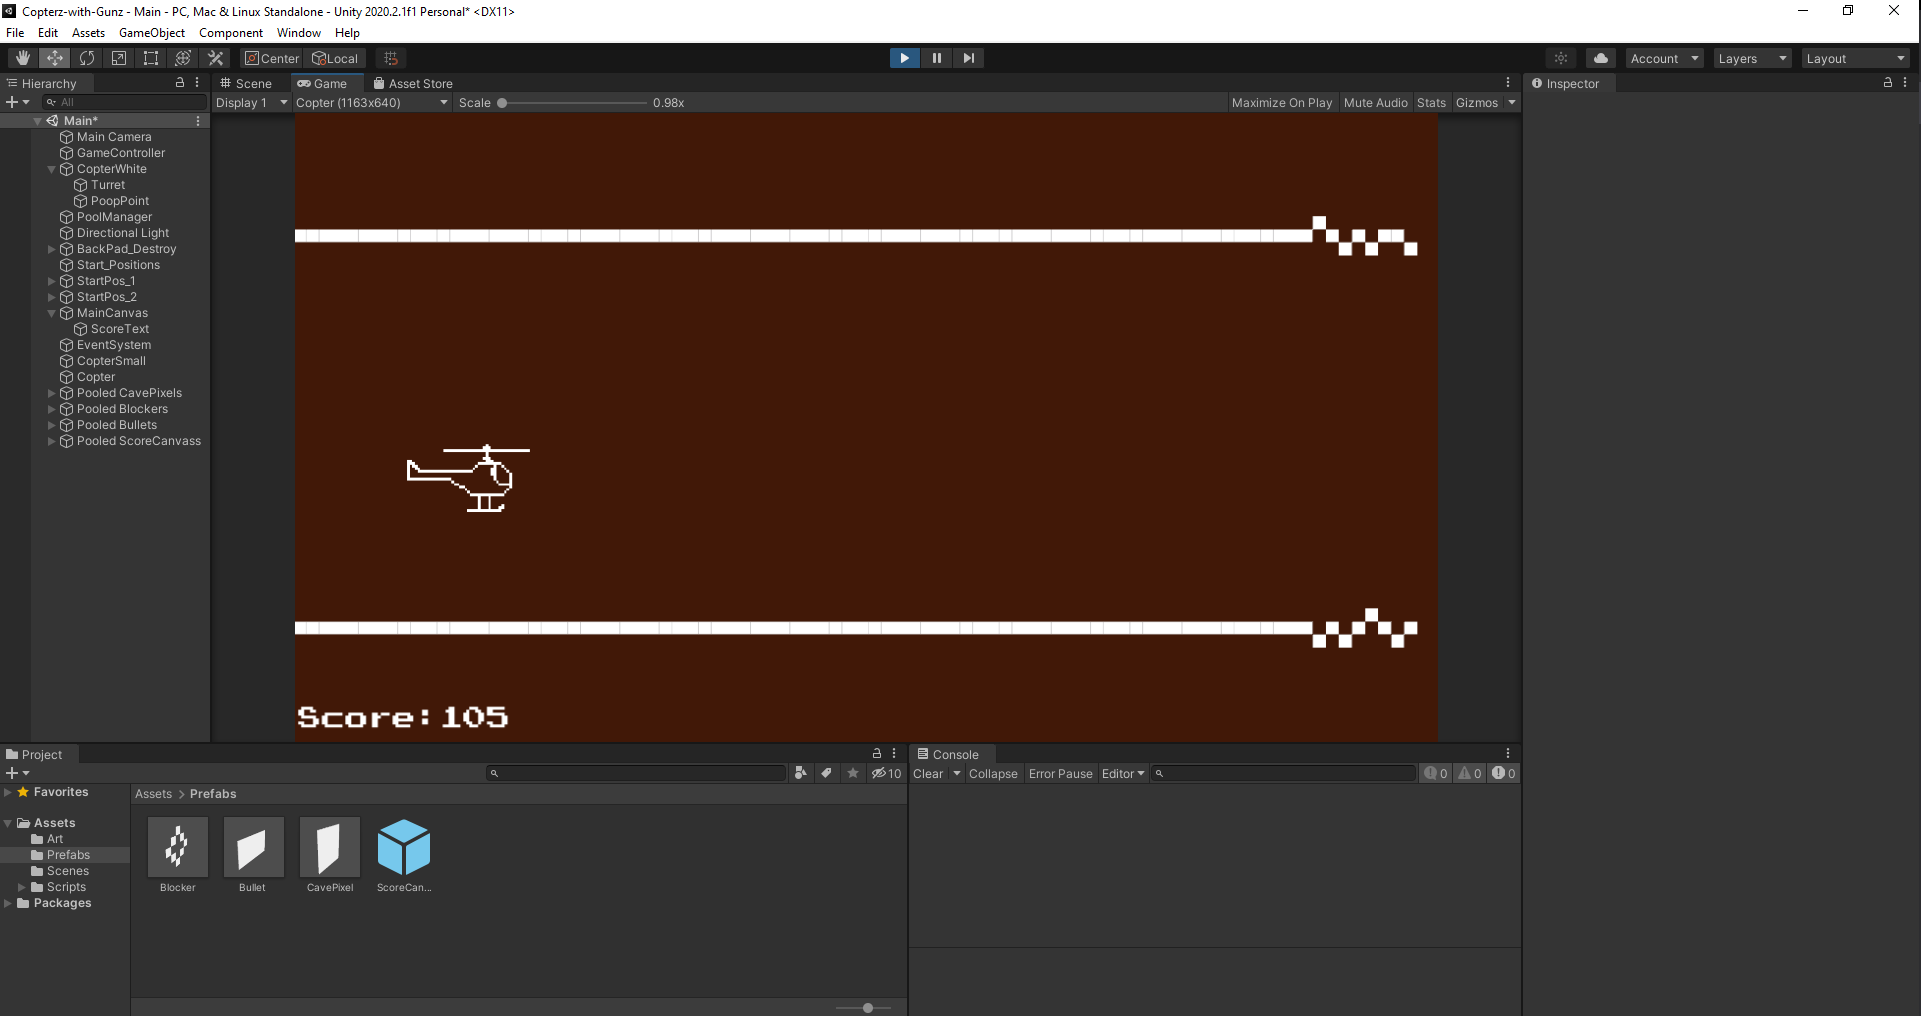 Copterz-with-Gunz - Main - PC, Mac & Linux Standalone - Unity 2020.2.1f1 Personal* <DX11>
File Edit Assets GameObject Component Window Help
Center Local Account Layers Layout
Hierarchy
All
Main*
Main Camera
GameController
CopterWhite
Turret
PoopPoint
PoolManager
Directional Light
BackPad_Destroy
Start_Positions
StartPos_1
StartPos_2
MainCanvas
ScoreText
EventSystem
CopterSmall
Copter
Pooled CavePixels
Pooled Blockers
Pooled Bullets
Pooled ScoreCanvass
Scene Game Asset Store
Display 1 Copter (1163x640) Scale 0.98x Maximize On Play Mute Audio Stats Gizmos
Score:105
Inspector
Project
10
Favorites
Assets
Art
Prefabs
Scenes
Scripts
Packages
Assets > Prefabs
Blocker Bullet CavePixel ScoreCan...
Console
Clear Collapse Error Pause Editor 0 0 0